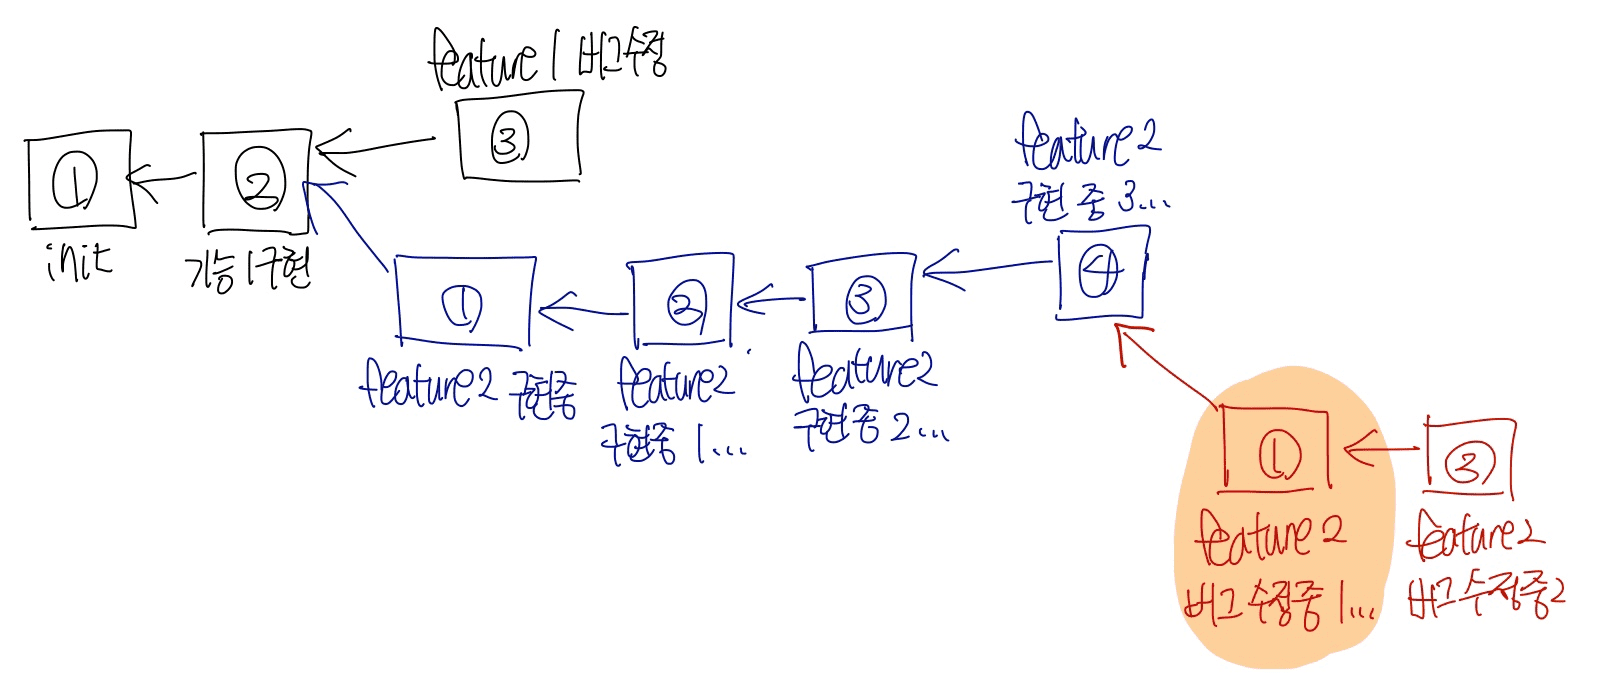 feature 1 버그수정
③
①
②
init
기능1구현
feature2
구현 중 3...
④
①
②
③
feature2 구현중
feature2
구현중 1...
feature2
구현 중 2...
①
②
feature2
버그 수정중 1...
feature2
버그 수정중2